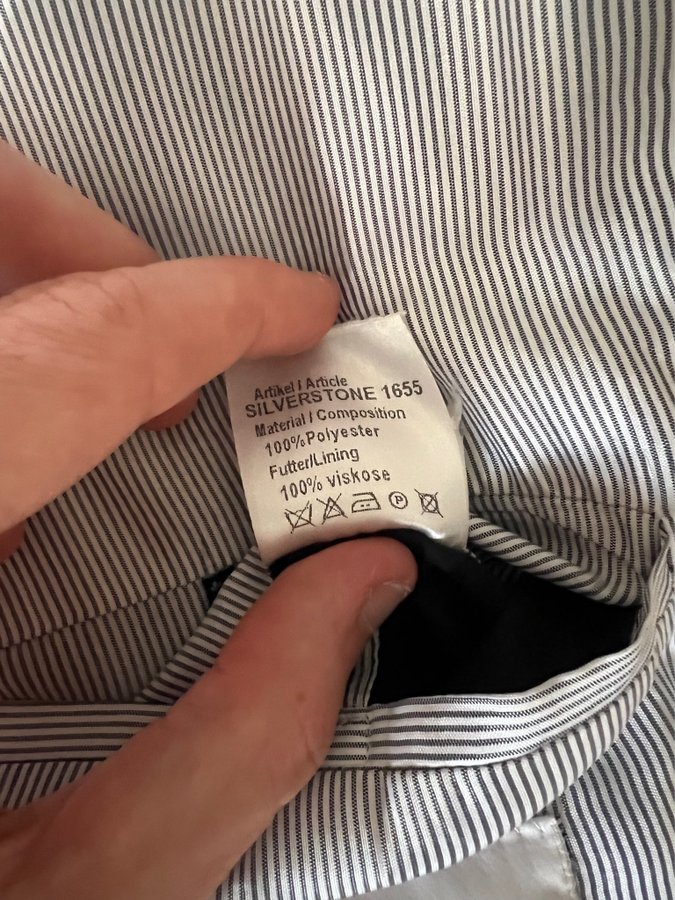 Artikel / Article
SILVERSTONE 1655
Material / Composition
100%Polyester
Futter/Lining
100% viskose
P